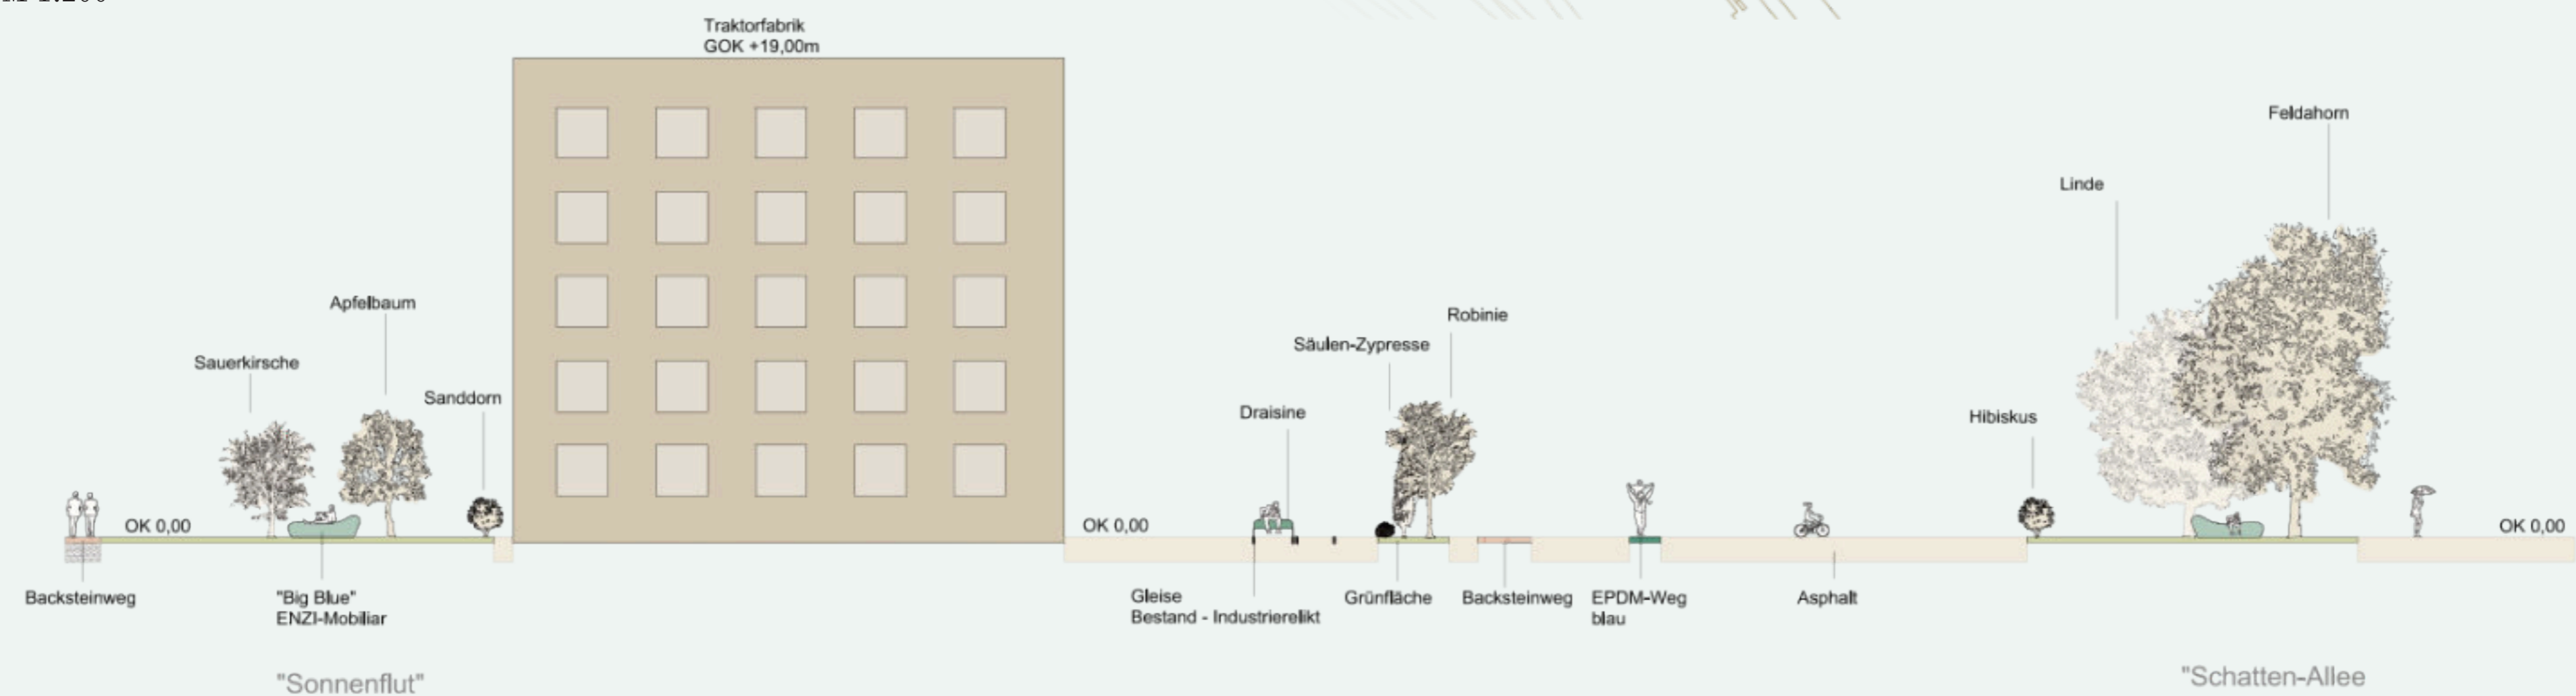 Traktorfabrik
GOK +19,00m
Feldahorn
Linde
Apfelbaum
Robinie
Säulen-Zypresse
Sauerkirsche
Sanddorn
Draisine
Hibiskus
OK 0,00
OK 0,00
OK 0,00
Backsteinweg
"Big Blue"
ENZI-Mobiliar
Gleise
Bestand - Industrierelikt
Grünfläche
Backsteinweg
EPDM-Weg
blau
Asphalt
"Sonnenflut"
"Schatten-Allee